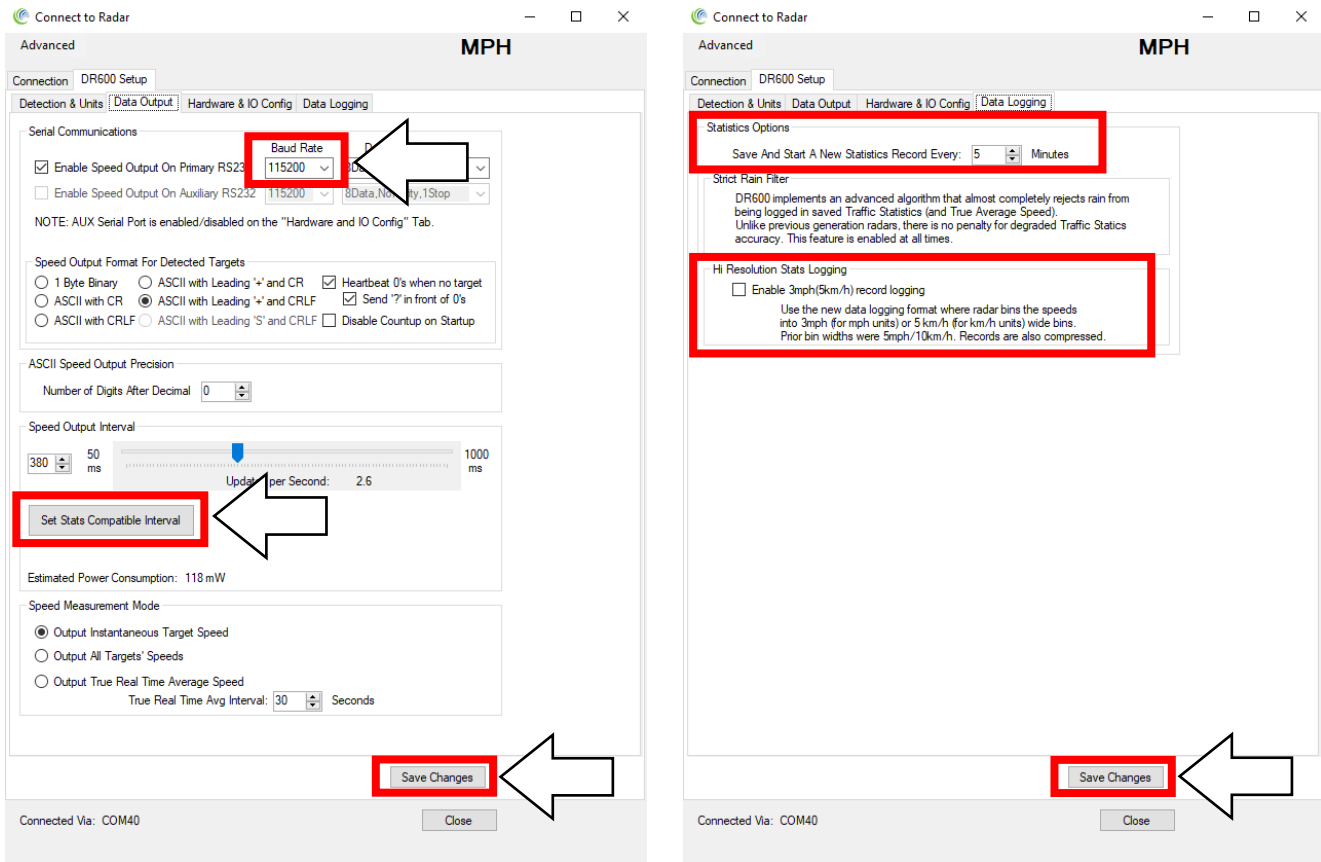 Connect to Radar
Advanced
MPH
Connection DR600 Setup
Detection & Units Data Output Hardware & IO Config Data Logging
Serial Communications
Baud Rate
Enable Speed Output On Primary RS232 115200
Enable Speed Output On Auxiliary RS232 115200 1Stop
NOTE: AUX Serial Port is enabled/disabled on the "Hardware and IO Config" Tab.
Speed Output Format For Detected Targets
1 Byte Binary ASCII with Leading '+' and CR Heartbeat 0's when no target
ASCII with CR ASCII with Leading '+' and CRLF Send '?' in front of 0's
ASCII with CRLF ASCII with Leading 'S' and CRLF Disable Countup on Startup
ASCII Speed Output Precision
Number of Digits After Decimal 0
Speed Output Interval
380 50 ms 1000 ms
per Second: 2.6
Set Stats Compatible Interval
Estimated Power Consumption: 118 mW
Speed Measurement Mode
Output Instantaneous Target Speed
Output All Targets' Speeds
Output True Real Time Average Speed
True Real Time Avg Interval: 30 Seconds
Save Changes
Connected Via: COM40 Close
Connect to Radar
Advanced
MPH
Connection DR600 Setup
Detection & Units Data Output Hardware & IO Config Data Logging
Statistics Options
Save And Start A New Statistics Record Every: 5 Minutes
Strict Rain Filter
DR600 implements an advanced algorithm that almost completely rejects rain from
being logged in saved Traffic Statistics (and True Average Speed).
Unlike previous generation radars, there is no penalty for degraded Traffic Statics
accuracy. This feature is enabled at all times.
Hi Resolution Stats Logging
Enable 3mph(5km/h) record logging
Use the new data logging format where radar bins the speeds
into 3mph (for mph units) or 5 km/h (for km/h units) wide bins.
Prior bin widths were 5mph/10km/h. Records are also compressed.
Save Changes
Connected Via: COM40 Close